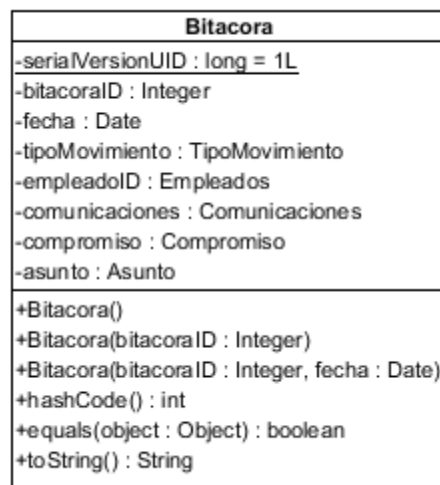 Bitacora
-serialVersionUID : long = 1L
-bitacoraID : Integer
-fecha : Date
-tipoMovimiento : TipoMovimiento
-empleadoID : Empleados
-comunicaciones : Comunicaciones
-compromiso : Compromiso
-asunto : Asunto
+Bitacora()
+Bitacora(bitacoraID : Integer)
+Bitacora(bitacoraID : Integer, fecha : Date)
+hashCode() : int
+equals(object : Object) : boolean
+toString() : String